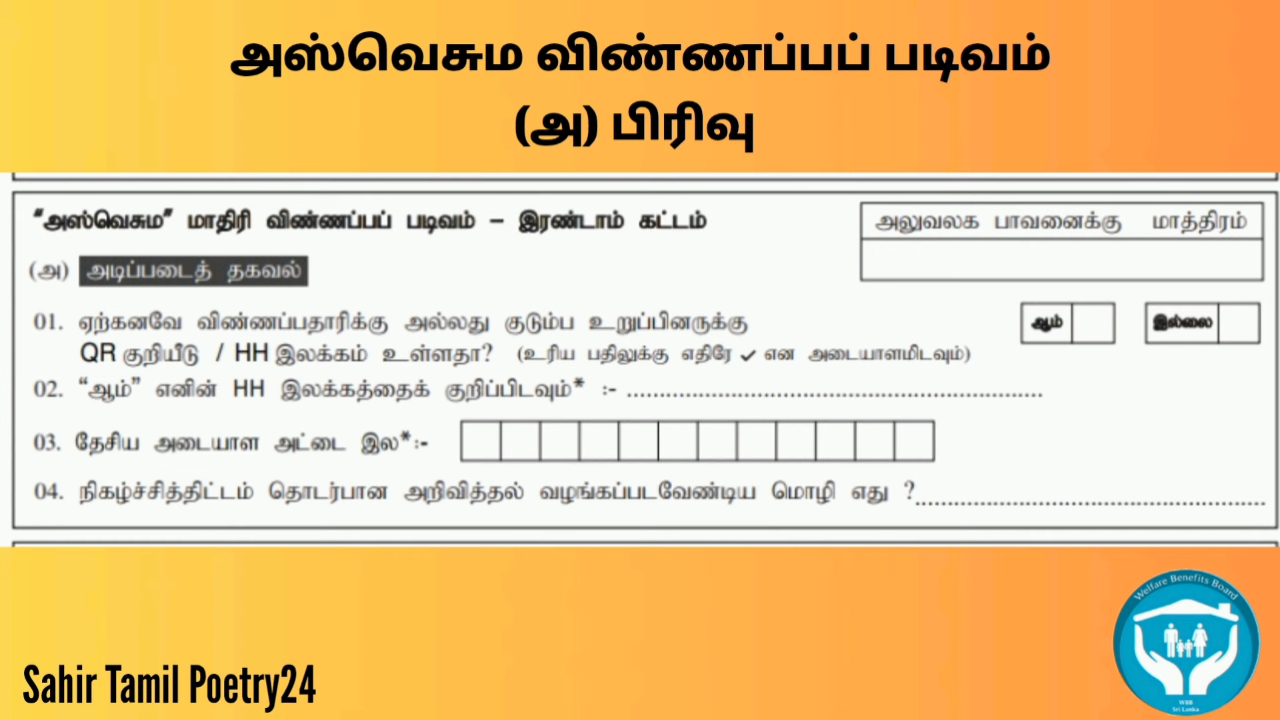 அஸ்வெசும விண்ணப்பப் படிவம்
(அ) பிரிவு
“அஸ்வெசும” மாதிரி விண்ணப்பப் படிவம் – இரண்டாம் கட்டம்
அலுவலக பாவனைக்கு மாத்திரம்
(அ) அடிப்படைத் தகவல்
01. ஏற்கனவே விண்ணப்பதாரிக்கு அல்லது குடும்ப உறுப்பினருக்கு
ஆம் இல்லை
QR குறியீடு / HH இலக்கம் உள்ளதா? (உரிய பதிலுக்கு எதிரே ✓ என அடையாளமிடவும்)
02. “ஆம்” எனின் HH இலக்கத்தைக் குறிப்பிடவும்* :- ...............................................................
03. தேசிய அடையாள அட்டை இல*:-
04. நிகழ்ச்சித்திட்டம் தொடர்பான அறிவித்தல் வழங்கப்படவேண்டிய மொழி எது ?.....................................................
Welfare Benefits Board
WBB
Sri Lanka
Sahir Tamil Poetry24